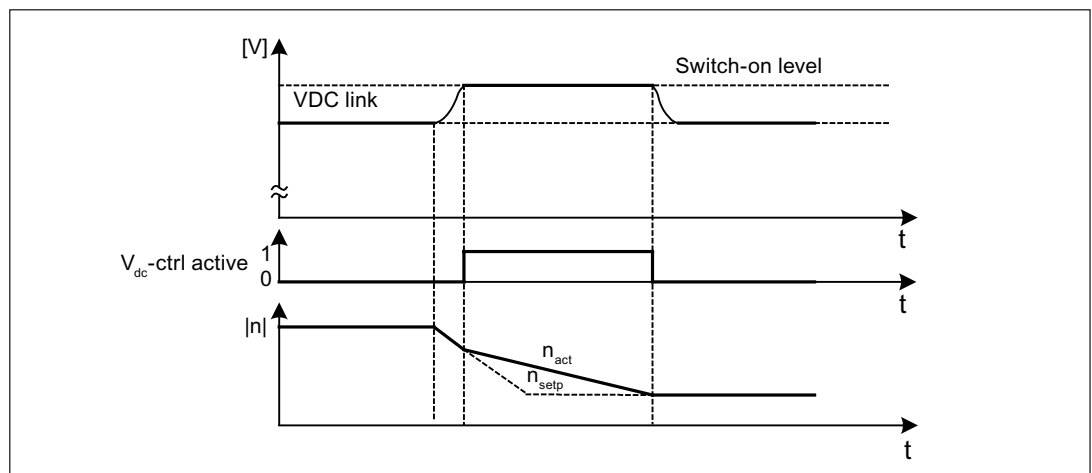 [V]
Switch-on level
VDC link
t
Vdc-ctrl active
1
0
t
|n|
nact
nsetp
t